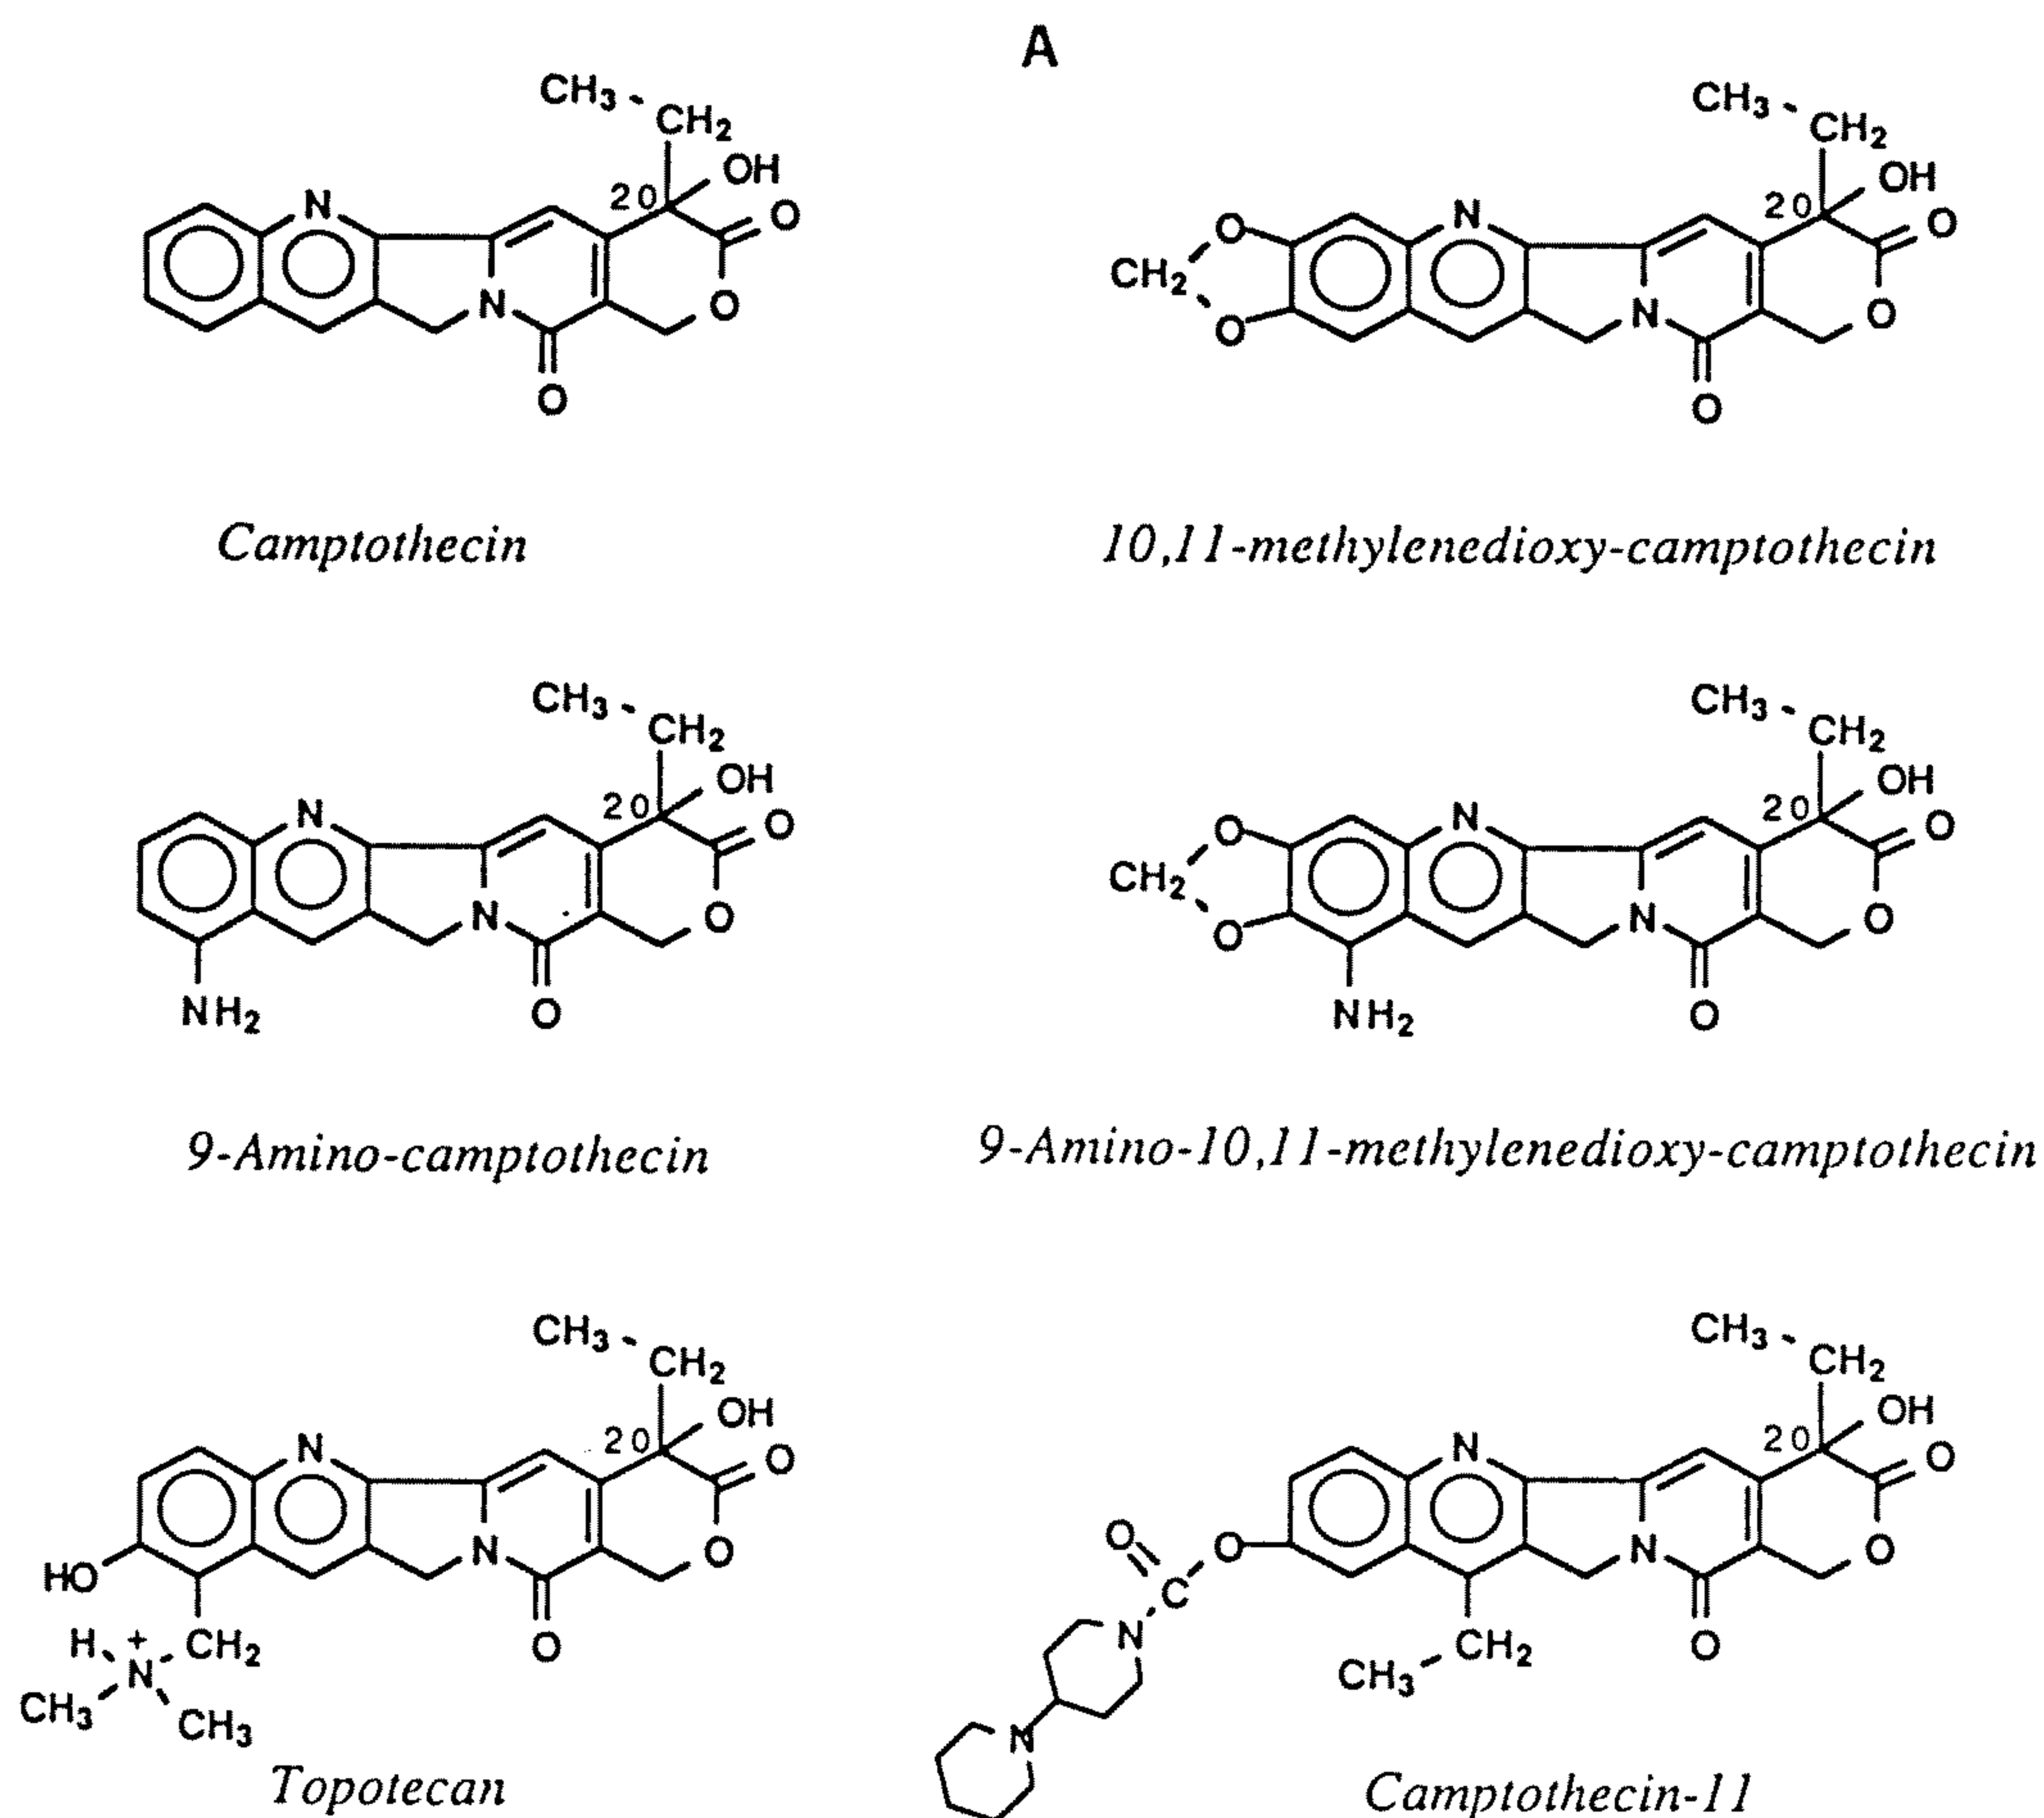 A
CH3
CH2
OH
20
O
N
N
O
O
Camptothecin
CH3
CH2
OH
20
O
O
CH2
O
N
N
O
O
10,11-methylenedioxy-camptothecin
CH3
CH2
OH
20
O
N
N
O
O
NH2
9-Amino-camptothecin
CH3
CH2
OH
20
O
O
CH2
O
N
N
O
O
NH2
9-Amino-10,11-methylenedioxy-camptothecin
CH3
CH2
OH
20
O
N
N
O
O
HO
H +
N
CH2
CH3
CH3
Topotecan
CH3
CH2
OH
20
O
N
N
O
O
O
O
C
N
N
CH2
CH3
Camptothecin-11